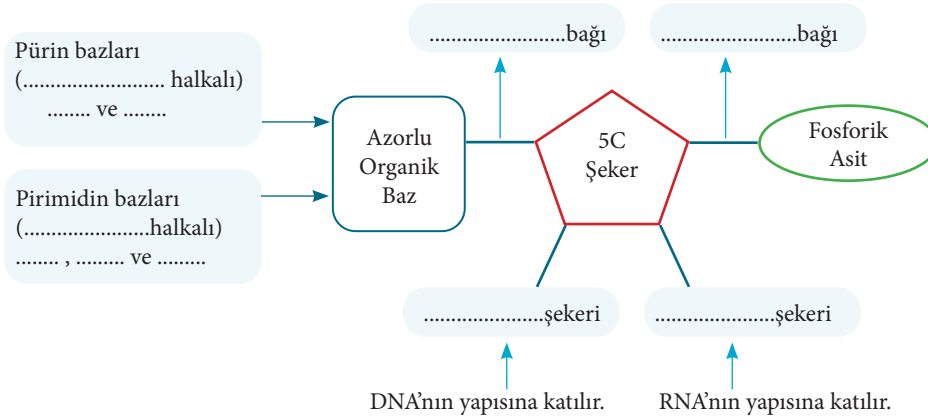 ........................bağı
........................bağı
Pürin bazları
(......................... halkalı)
........ ve ........
Azorlu
Organik
Baz
5C
Şeker
Fosforik
Asit
Pirimidin bazları
(......................halkalı)
........ , ......... ve .........
.....................şekeri
.....................şekeri
DNA'nın yapısına katılır.
RNA'nın yapısına katılır.